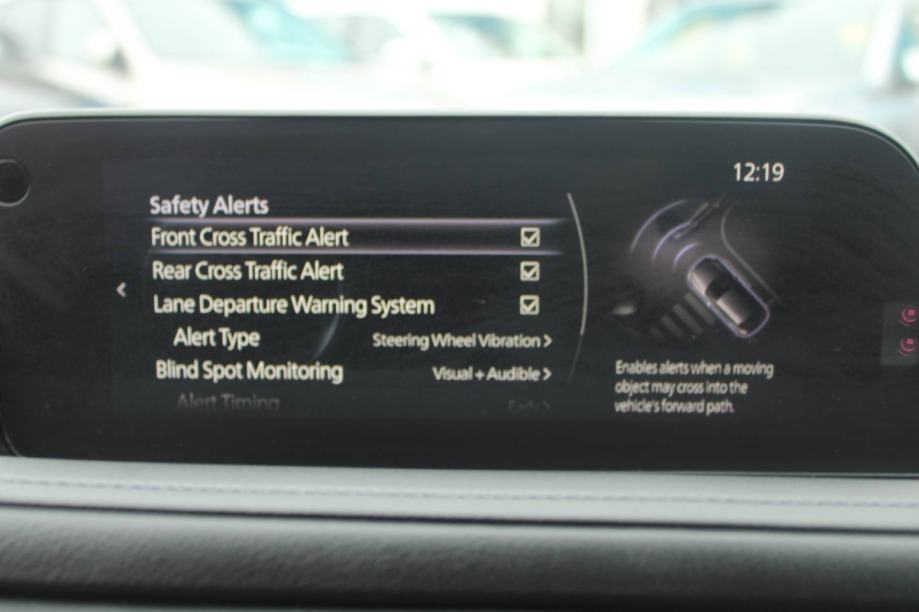 12:19
Safety Alerts
Front Cross Traffic Alert
Rear Cross Traffic Alert
Lane Departure Warning System
Alert Type Steering Wheel Vibration >
Blind Spot Monitoring Visual + Audible >
Alert Timing Early >
Enables alerts when a moving
object may cross into the
vehicle's forward path.